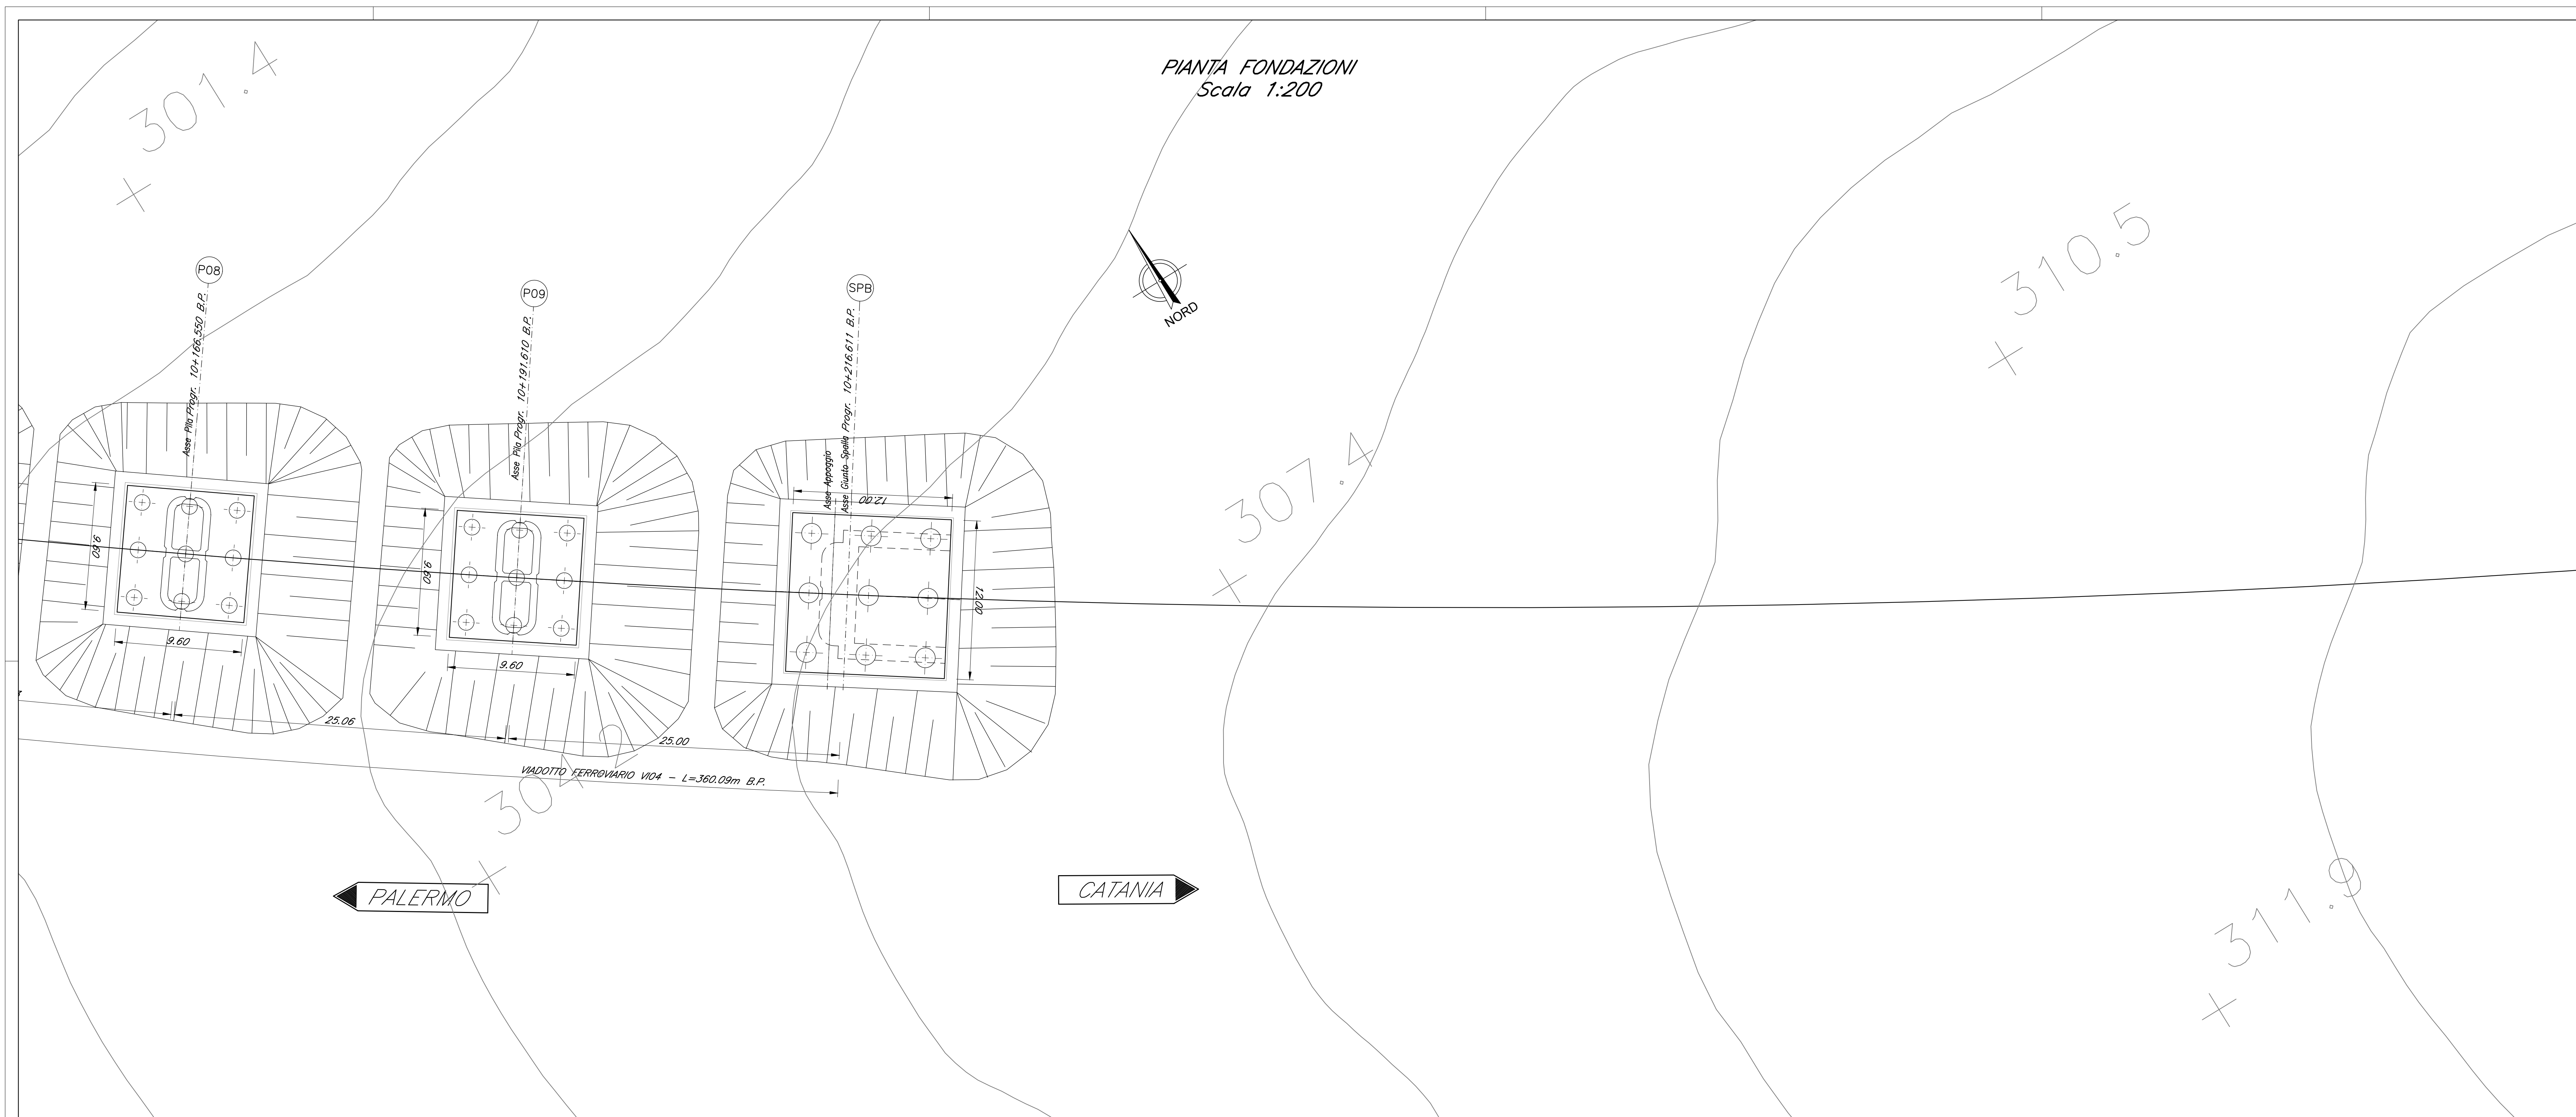 PIANTA FONDAZIONI
Scala 1:200
301.4
310.5
307.4
304.2
311.9
NORD
P08
Asse Pila Progr. 10+166.550 B.P.
9.60
9.60
P09
Asse Pila Progr. 10+191.610 B.P.
9.60
9.60
SPB
Asse Appoggio
Asse Giunto Spalla Progr. 10+216.611 B.P.
12.00
12.00
25.06
25.00
VIADOTTO FERROVIARIO VI04 - L=360.09m B.P.
PALERMO
CATANIA